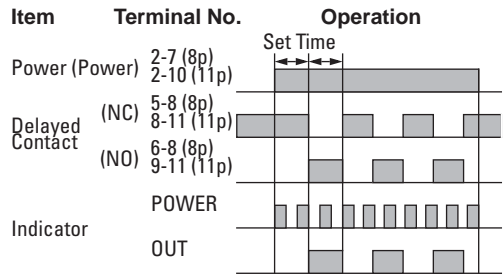 Item Terminal No. Operation
Set Time
Power (Power) 2-7 (8p)
2-10 (11p)
Delayed
Contact
(NC) 5-8 (8p)
8-11 (11p)
(NO) 6-8 (8p)
9-11 (11p)
Indicator
POWER
OUT